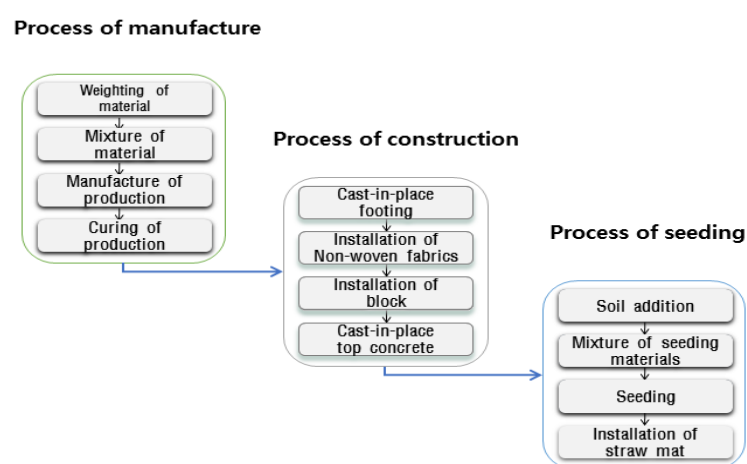 Process of manufacture
Weighting of
material
Mixture of
material
Manufacture of
production
Curing of
production
Process of construction
Cast-in-place
footing
Installation of
Non-woven fabrics
Installation of
block
Cast-in-place
top concrete
Process of seeding
Soil addition
Mixture of seeding
materials
Seeding
Installation of
straw mat